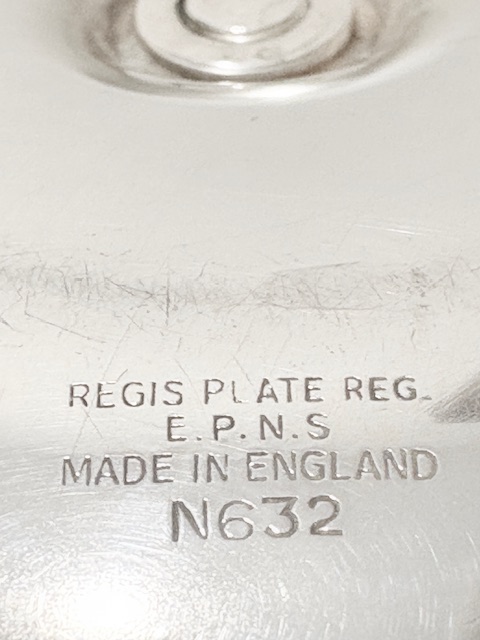 REGIS PLATE REG.
E.P.N.S
MADE IN ENGLAND
N632